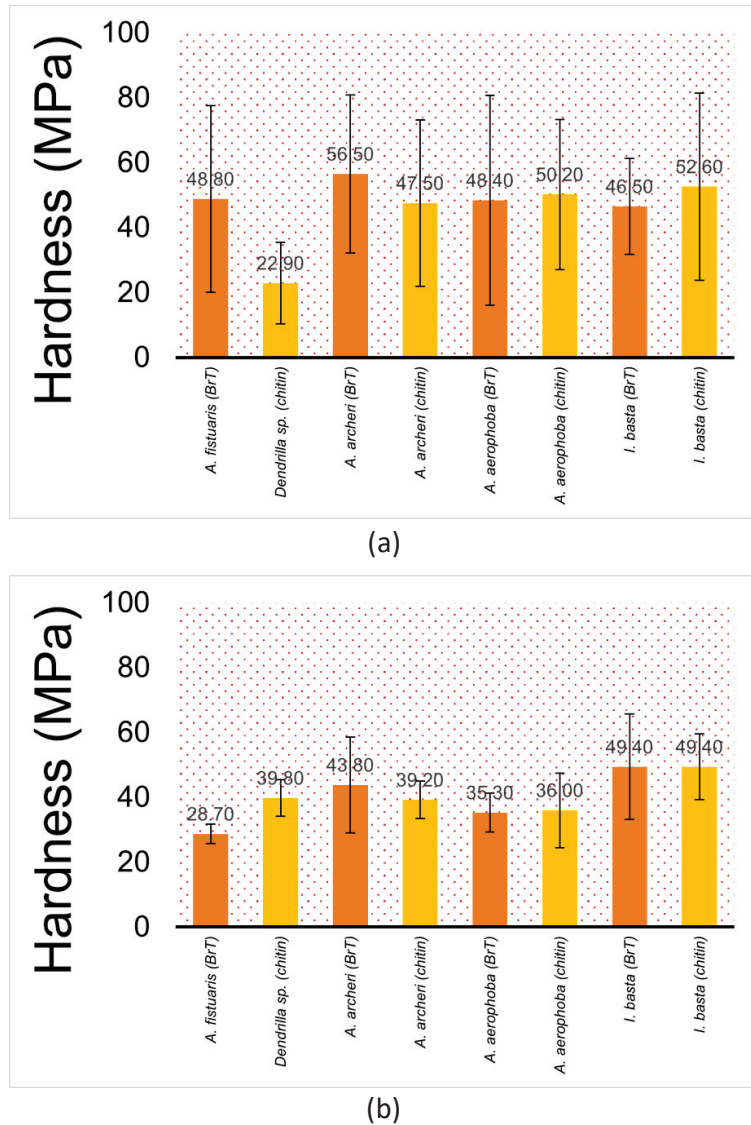 100
80
60
40
20
0
Hardness (MPa)
48.80
22.90
56.50
47.50
48.40
50.20
46.50
52.60
A. fistuaris (BrT)
Dendrilla sp. (chitin)
A. archeri (BrT)
A. archeri (chitin)
A. aerophoba (BrT)
A. aerophoba (chitin)
I. basta (BrT)
I. basta (chitin)
(a)
100
80
60
40
20
0
Hardness (MPa)
28.70
39.80
43.80
39.20
35.30
36.00
49.40
49.40
A. fistuaris (BrT)
Dendrilla sp. (chitin)
A. archeri (BrT)
A. archeri (chitin)
A. aerophoba (BrT)
A. aerophoba (chitin)
I. basta (BrT)
I. basta (chitin)
(b)